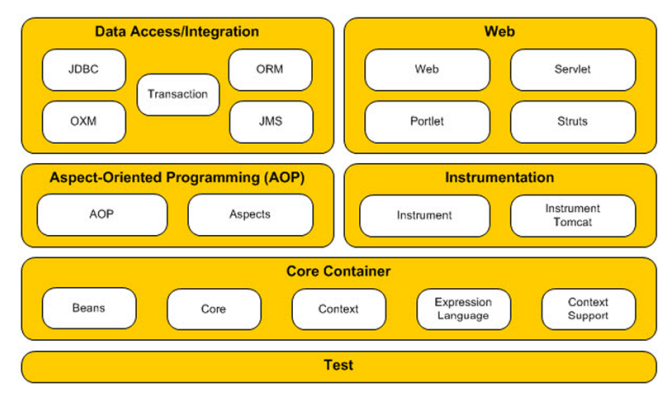 Data Access/Integration
JDBC
ORM
Transaction
OXM
JMS
Web
Web
Servlet
Portlet
Struts
Aspect-Oriented Programming (AOP)
AOP
Aspects
Instrumentation
Instrument
Instrument
Tomcat
Core Container
Beans
Core
Context
Expression
Language
Context
Support
Test